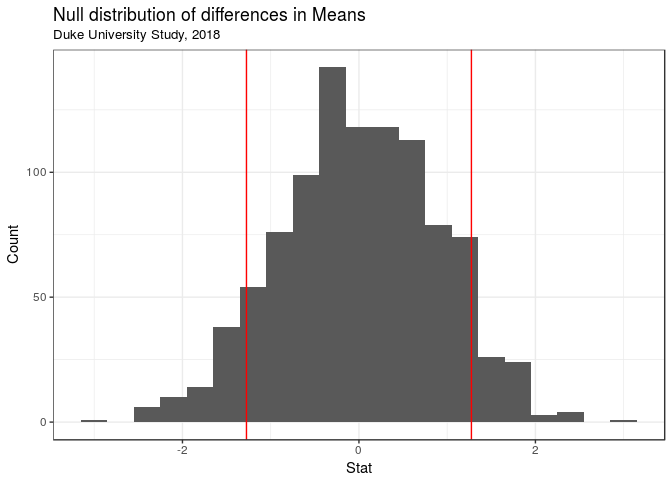 Null distribution of differences in Means
Duke University Study, 2018
100
50
0
Count
-2
0
2
Stat